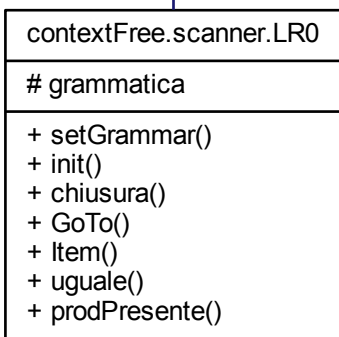 contextFree.scanner.LR0
# grammatica
+ setGrammar()
+ init()
+ chiusura()
+ GoTo()
+ Item()
+ uguale()
+ prodPresente()